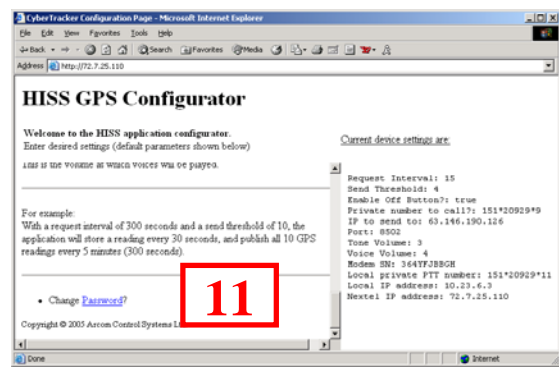 CyberTracker Configuration Page - Microsoft Internet Explorer
File Edit View Favorites Tools Help
Back Search Favorites Media
Address http://72.7.25.110
HISS GPS Configurator
Welcome to the HISS application configurator.
Enter desired settings (default parameters shown below)
This is the volume at which voices will be played.
For example:
With a request interval of 300 seconds and a send threshold of 10, the
application will store a reading every 30 seconds, and publish all 10 GPS
readings every 5 minutes (300 seconds).
• Change Password?
11
Copyright © 2005 Arcom Control Systems L
Current device settings are:
Request Interval: 15
Send Threshold: 4
Enable Off Button?: true
Private number to call?: 151*20929*9
IP to send to: 63.146.190.126
Port: 8502
Tone Volume: 3
Voice Volume: 4
Modem SN: 364YFJBBGH
Local private PTT number: 151*20929*11
Local IP address: 10.23.6.3
Nextel IP address: 72.7.25.110
Done
Internet